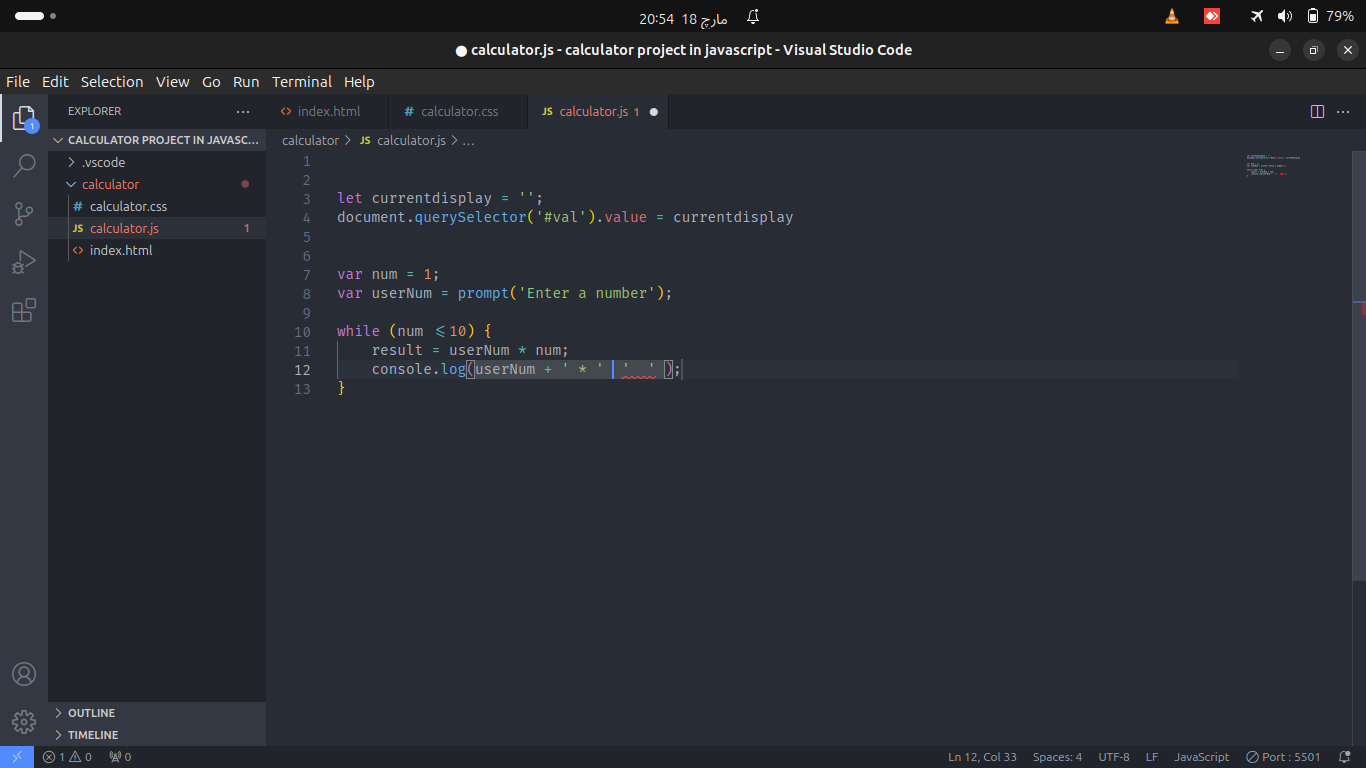 20:54 18 مارچ
79%
calculator.js - calculator project in javascript - Visual Studio Code
File Edit Selection View Go Run Terminal Help
EXPLORER
index.html
# calculator.css
JS calculator.js 1
1
CALCULATOR PROJECT IN JAVASC...
calculator > JS calculator.js > ...
.vscode
calculator
# calculator.css
JS calculator.js 1
index.html
1
2
3 let currentdisplay = '';
4 document.querySelector('#val').value = currentdisplay
5
6
7 var num = 1;
8 var userNum = prompt('Enter a number');
9
10 while (num ⩽10) {
11 result = userNum * num;
12 console.log(userNum + ' * ' ' ' );
13 }
OUTLINE
TIMELINE
1 0 0
Ln 12, Col 33 Spaces: 4 UTF-8 LF JavaScript Port : 5501